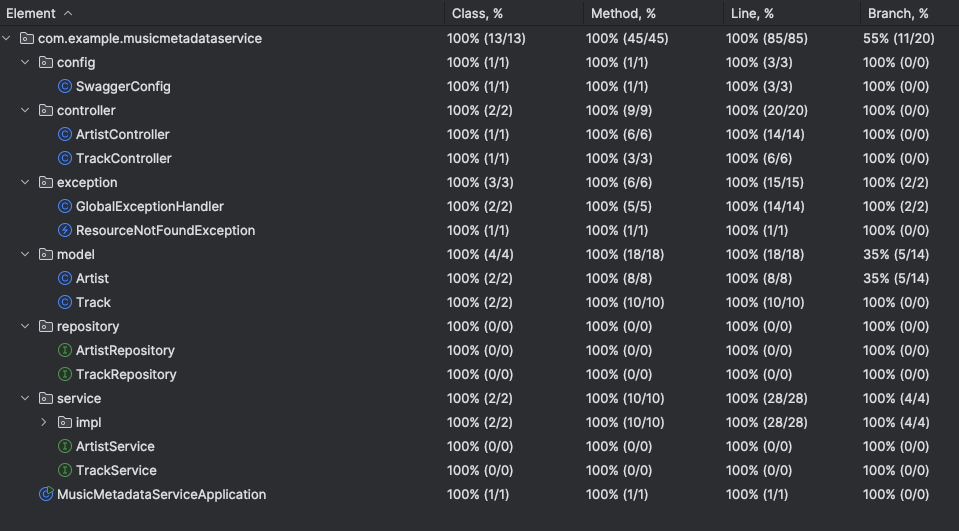 Element Class, % Method, % Line, % Branch, %
com.example.musicmetadataservice 100% (13/13) 100% (45/45) 100% (85/85) 55% (11/20)
config 100% (1/1) 100% (1/1) 100% (3/3) 100% (0/0)
SwaggerConfig 100% (1/1) 100% (1/1) 100% (3/3) 100% (0/0)
controller 100% (2/2) 100% (9/9) 100% (20/20) 100% (0/0)
ArtistController 100% (1/1) 100% (6/6) 100% (14/14) 100% (0/0)
TrackController 100% (1/1) 100% (3/3) 100% (6/6) 100% (0/0)
exception 100% (3/3) 100% (6/6) 100% (15/15) 100% (2/2)
GlobalExceptionHandler 100% (2/2) 100% (5/5) 100% (14/14) 100% (2/2)
ResourceNotFoundException 100% (1/1) 100% (1/1) 100% (1/1) 100% (0/0)
model 100% (4/4) 100% (18/18) 100% (18/18) 35% (5/14)
Artist 100% (2/2) 100% (8/8) 100% (8/8) 35% (5/14)
Track 100% (2/2) 100% (10/10) 100% (10/10) 100% (0/0)
repository 100% (0/0) 100% (0/0) 100% (0/0) 100% (0/0)
ArtistRepository 100% (0/0) 100% (0/0) 100% (0/0) 100% (0/0)
TrackRepository 100% (0/0) 100% (0/0) 100% (0/0) 100% (0/0)
service 100% (2/2) 100% (10/10) 100% (28/28) 100% (4/4)
impl 100% (2/2) 100% (10/10) 100% (28/28) 100% (4/4)
ArtistService 100% (0/0) 100% (0/0) 100% (0/0) 100% (0/0)
TrackService 100% (0/0) 100% (0/0) 100% (0/0) 100% (0/0)
MusicMetadataServiceApplication 100% (1/1) 100% (1/1) 100% (1/1) 100% (0/0)